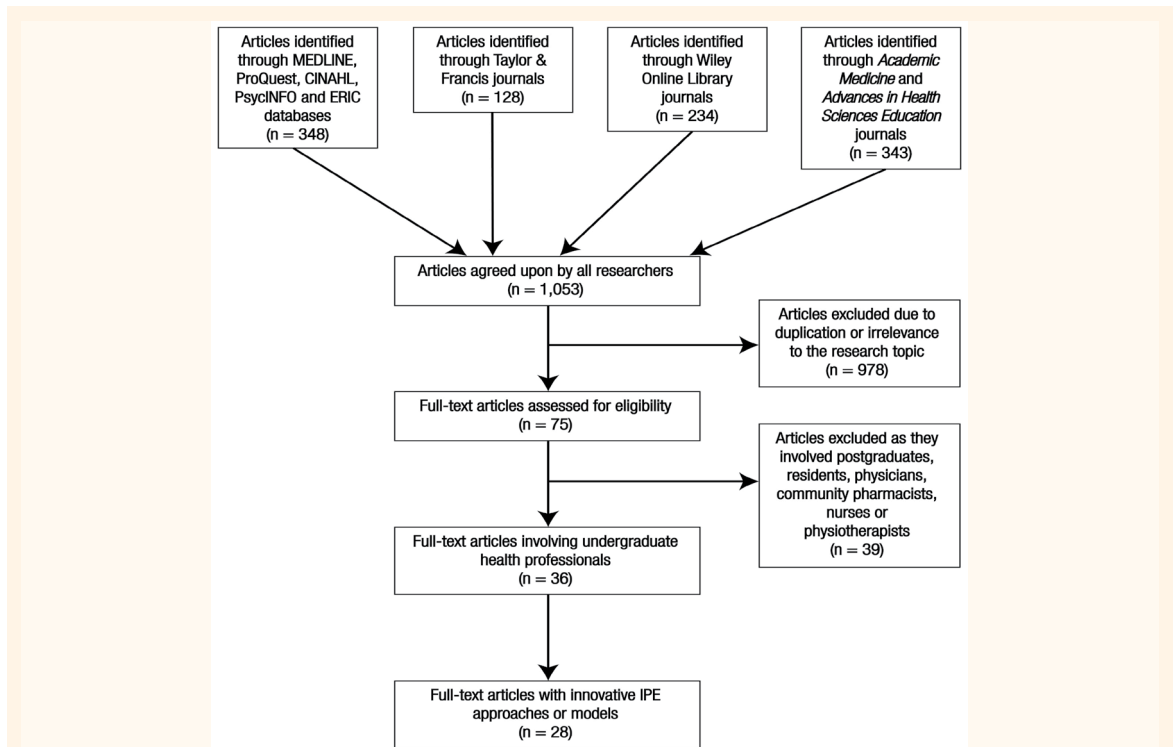 Articles identified
through MEDLINE,
ProQuest, CINAHL,
PsycINFO and ERIC
databases
(n = 348)
Articles identified
through Taylor &
Francis journals
(n = 128)
Articles identified
through Wiley
Online Library
journals
(n = 234)
Articles identified
through Academic
Medicine and
Advances in Health
Sciences Education
journals
(n = 343)
Articles agreed upon by all researchers
(n = 1,053)
Articles excluded due to
duplication or irrelevance
to the research topic
(n = 978)
Full-text articles assessed for eligibility
(n = 75)
Articles excluded as they
involved postgraduates,
residents, physicians,
community pharmacists,
nurses or
physiotherapists
(n = 39)
Full-text articles involving undergraduate
health professionals
(n = 36)
Full-text articles with innovative IPE
approaches or models
(n = 28)